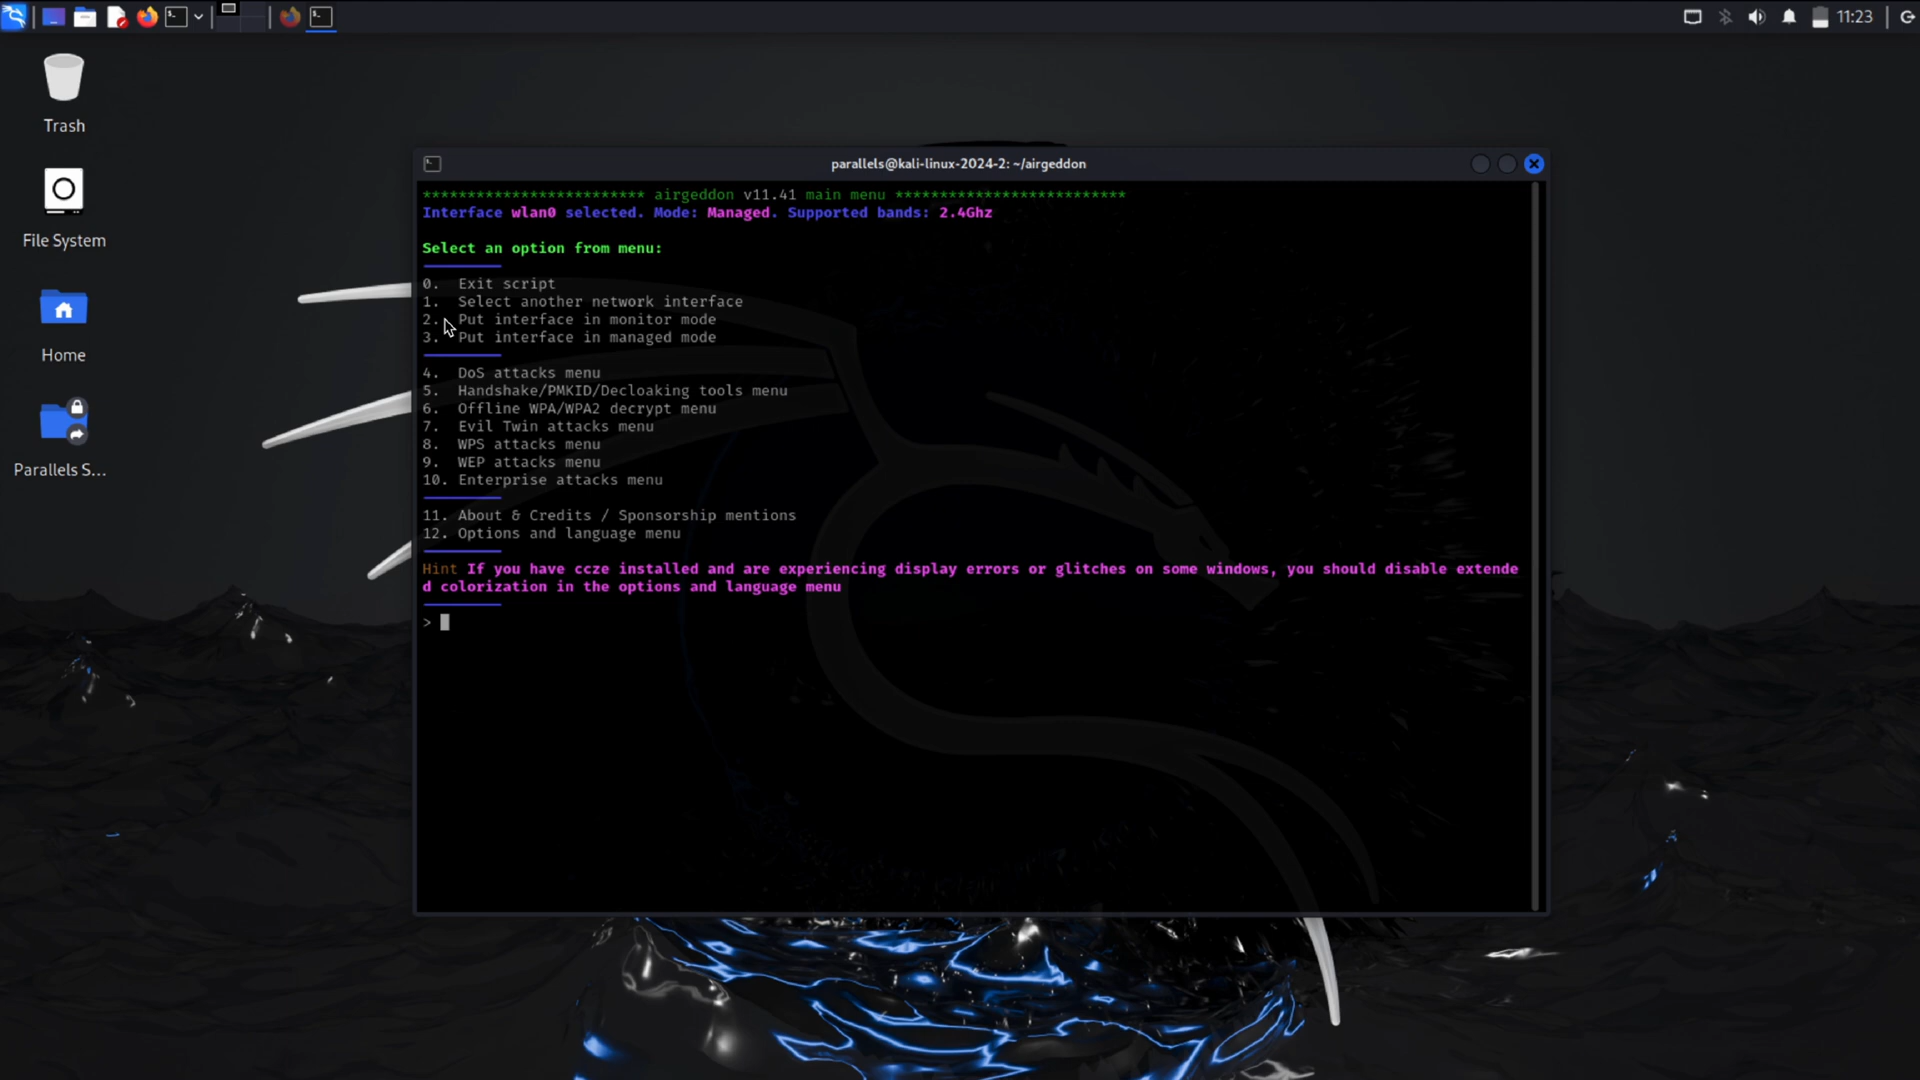 11:23
Trash
File System
Home
Parallels S...
parallels@kali-linux-2024-2: ~/airgeddon
************************* airgeddon v11.41 main menu **************************
Interface wlan0 selected. Mode: Managed. Supported bands: 2.4Ghz
Select an option from menu:
0. Exit script
1. Select another network interface
2. Put interface in monitor mode
3. Put interface in managed mode
4. DoS attacks menu
5. Handshake/PMKID/Decloaking tools menu
6. Offline WPA/WPA2 decrypt menu
7. Evil Twin attacks menu
8. WPS attacks menu
9. WEP attacks menu
10. Enterprise attacks menu
11. About & Credits / Sponsorship mentions
12. Options and language menu
Hint If you have ccze installed and are experiencing display errors or glitches on some windows, you should disable extende
d colorization in the options and language menu
>